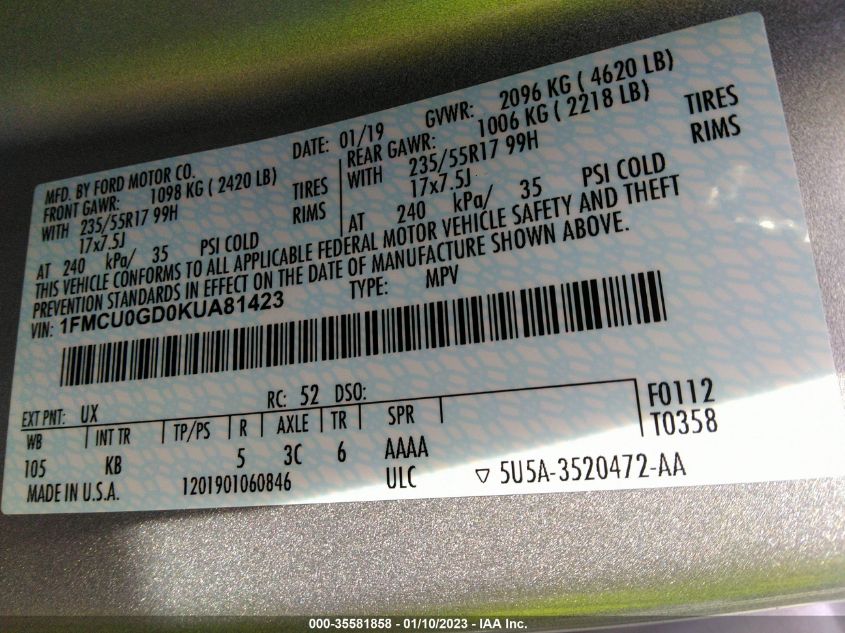 MFD. BY FORD MOTOR CO.
DATE: 01/19
GVWR: 2096 KG ( 4620 LB)
FRONT GAWR: 1098 KG ( 2420 LB)
WITH 235/55R17 99H TIRES
17x7.5J RIMS
AT 240 kPa/ 35 PSI COLD
REAR GAWR: 1006 KG ( 2218 LB)
WITH 235/55R17 99H TIRES
17x7.5J RIMS
AT 240 kPa/ 35 PSI COLD
THIS VEHICLE CONFORMS TO ALL APPLICABLE FEDERAL MOTOR VEHICLE SAFETY AND THEFT
PREVENTION STANDARDS IN EFFECT ON THE DATE OF MANUFACTURE SHOWN ABOVE.
VIN: 1FMCU0GD0KUA81423
TYPE: MPV
EXT PNT: UX RC: 52 DSO:
WB INT TR TP/PS R AXLE TR SPR
105 KB 5 3C 6 AAAA
F0112
T0358
MADE IN U.S.A. 1201901060846 ULC ▽ 5U5A-3520472-AA
000-35581858 - 01/10/2023 - IAA Inc.